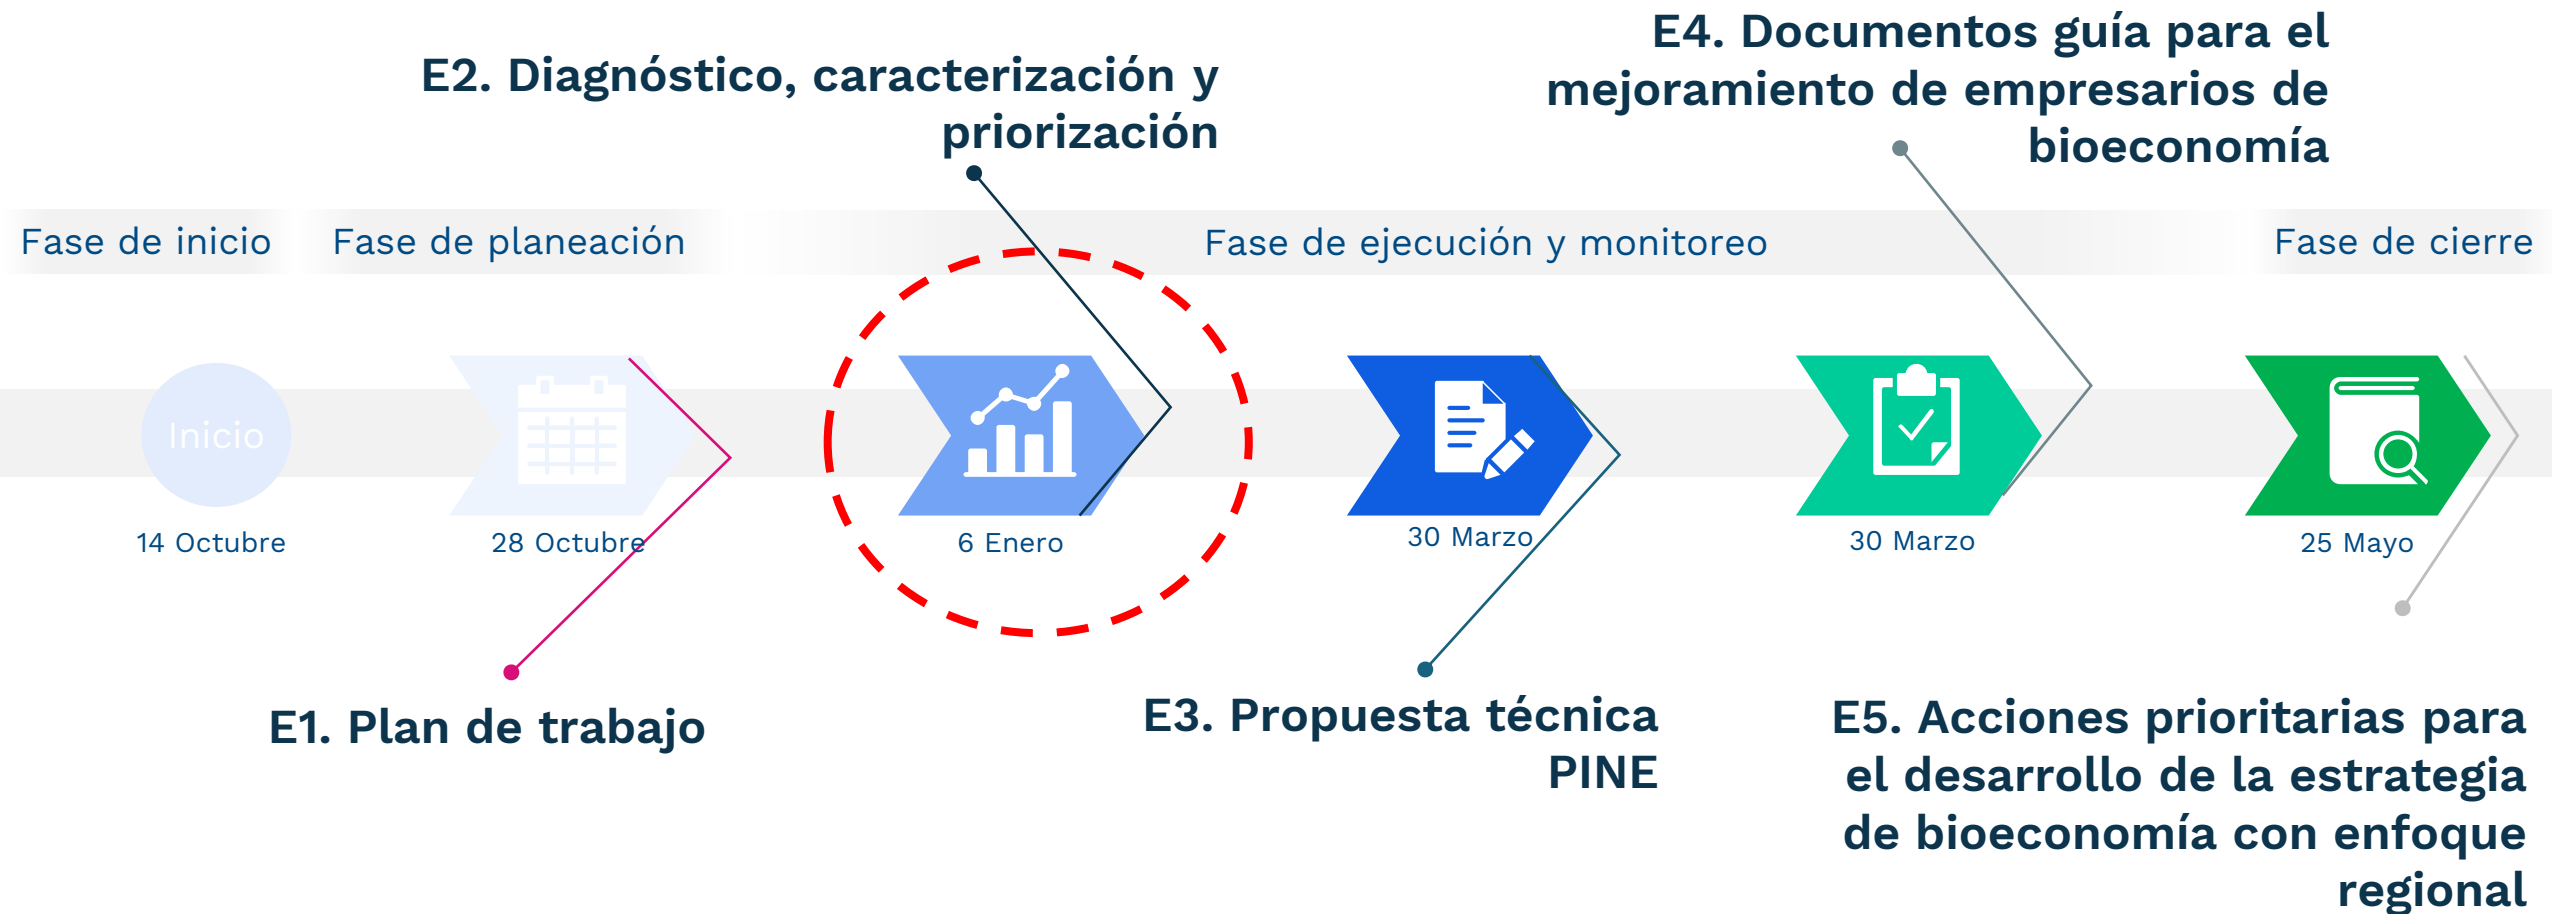 E2. Diagnóstico, caracterización y
priorización
E4. Documentos guía para el
mejoramiento de empresarios de
bioeconomía
Fase de inicio
Fase de planeación
Fase de ejecución y monitoreo
Fase de cierre
Inicio
14 Octubre
28 Octubre
6 Enero
30 Marzo
30 Marzo
25 Mayo
E1. Plan de trabajo
E3. Propuesta técnica
PINE
E5. Acciones prioritarias para
el desarrollo de la estrategia
de bioeconomía con enfoque
regional